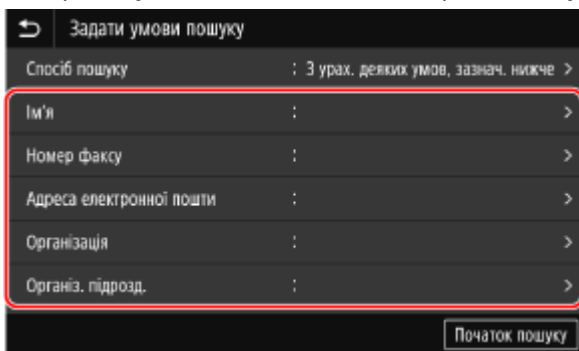 Задати умови пошуку
Спосіб пошуку : З урах. деяких умов, зазнач. нижче >
Ім'я : >
Номер факсу : >
Адреса електронної пошти : >
Організація : >
Організ. підрозд. : >
Початок пошуку